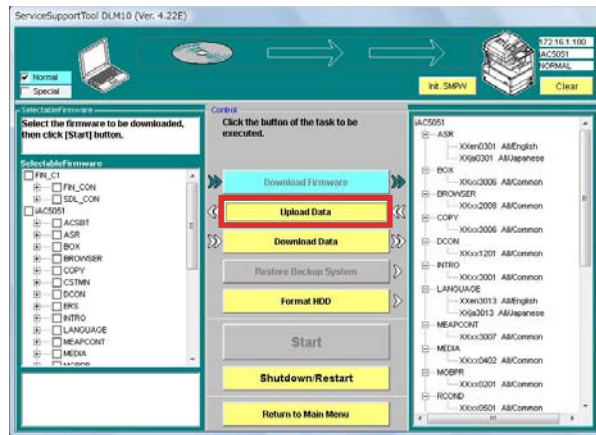 ServiceSupportTool DLM10 (Ver. 4.22E)
172.16.1.100
iAC5051
NORMAL
Normal
Special
Init. SMPW
Clear
SelectableFirmware
Select the firmware to be downloaded,
then click [Start] button.
SelectableFirmware
FIN_C1
FIN_CON
SDL_CON
iAC5051
ACSBT
ASR
BOX
BROWSER
COPY
CSTMN
DCON
ERS
INTRO
LANGUAGE
MEAPCONT
MEDIA
MOBPR
Control
Click the button of the task to be
executed.
Download Firmware
Upload Data
Download Data
Restore Backup System
Format HDD
Start
Shutdown/Restart
Return to Main Menu
iAC5051
ASR
XXen0301 All/English
XXja0301 All/Japanese
BOX
XXxx3006 All/Common
BROWSER
XXxx2008 All/Common
COPY
XXxx3006 All/Common
DCON
XXxx1201 All/Common
INTRO
XXxx3001 All/Common
LANGUAGE
XXen3013 All/English
XXja3013 All/Japanese
MEAPCONT
XXxx3007 All/Common
MEDIA
XXxx0402 All/Common
MOBPR
XXxx0201 All/Common
RCOND
XXxx0501 All/Common